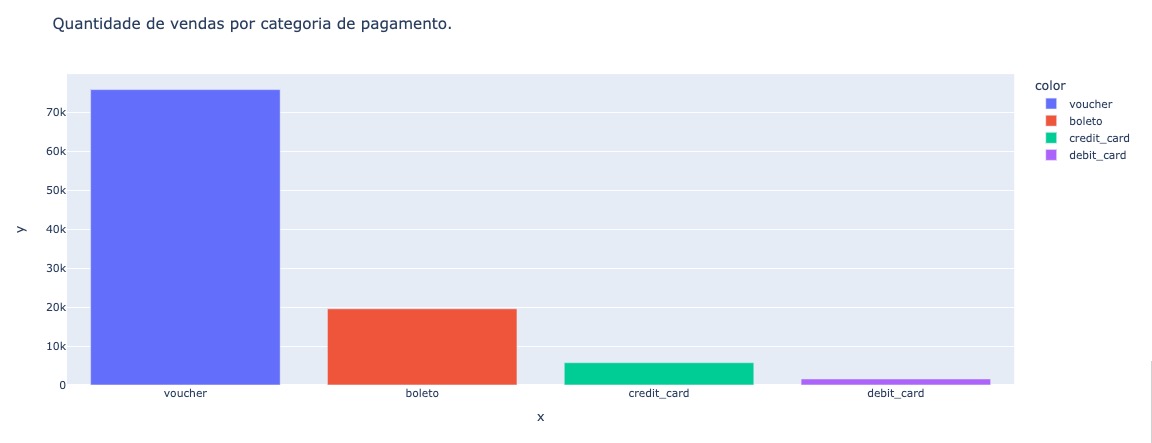 Quantidade de vendas por categoria de pagamento.
color
voucher
boleto
credit_card
debit_card
y
70k
60k
50k
40k
30k
20k
10k
0
voucher boleto credit_card debit_card
x